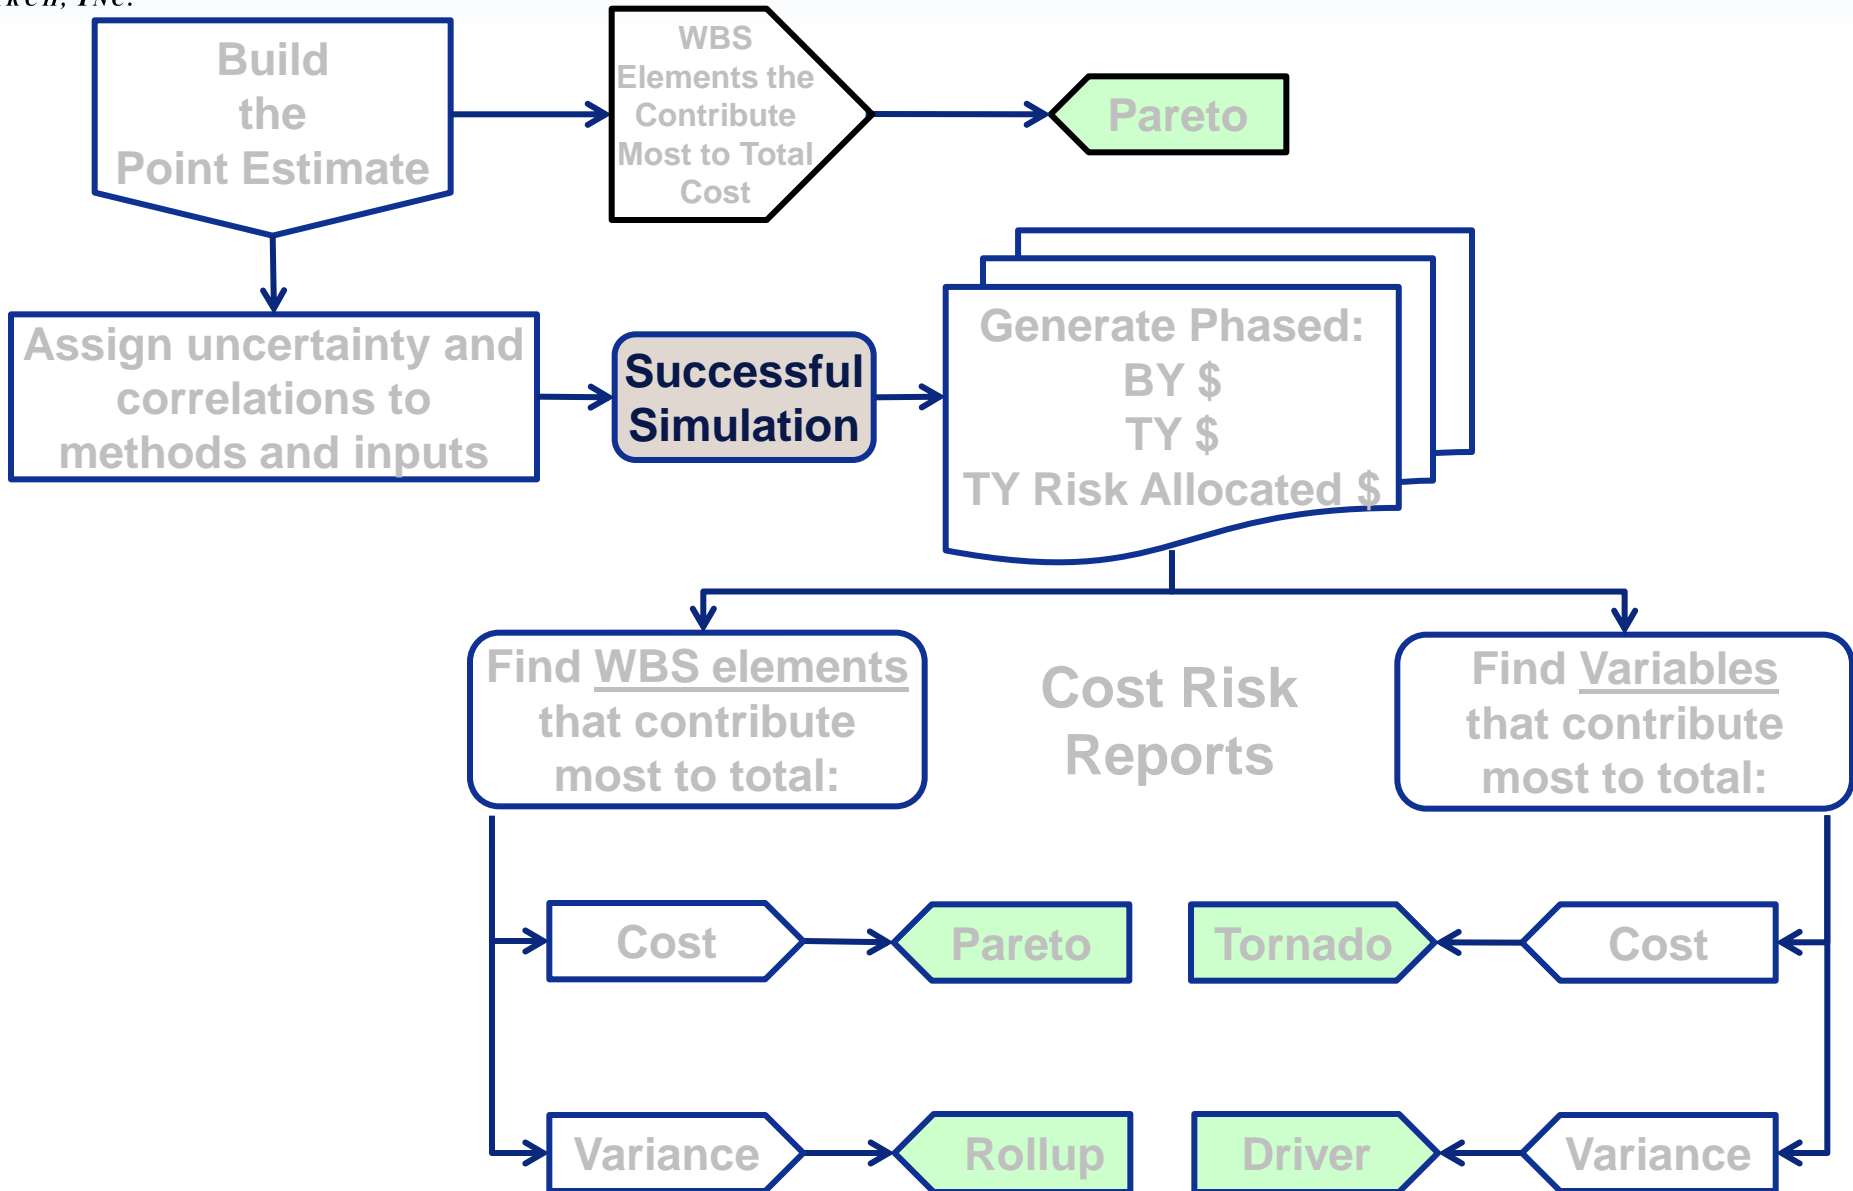 INC.
Build
the
Point Estimate
WBS
Elements the
Contribute
Most to Total
Cost
Pareto
Assign uncertainty and
correlations to
methods and inputs
Successful
Simulation
Generate Phased:
BY $
TY $
TY Risk Allocated $
Find WBS elements
that contribute
most to total:
Cost Risk
Reports
Find Variables
that contribute
most to total:
Cost
Pareto
Tornado
Cost
Variance
Rollup
Driver
Variance